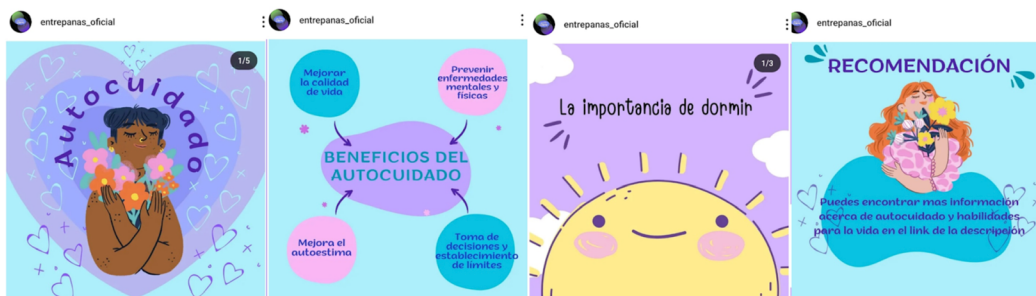 entrepanas_oficial
1/5
Autocuidado
entrepanas_oficial
Mejorar
la calidad
de vida
Prevenir
enfermedades
mentales y
fisicas
BENEFICIOS DEL
AUTOCUIDADO
Mejora el
autoestima
Toma de
decisiones y
establecimiento
de límites
entrepanas_oficial
1/3
La importancia de dormir
entrepanas_oficial
RECOMENDACIÓN
Puedes encontrar mas información
acerca de autocuidado y habilidades
para la vida en el link de la descripción